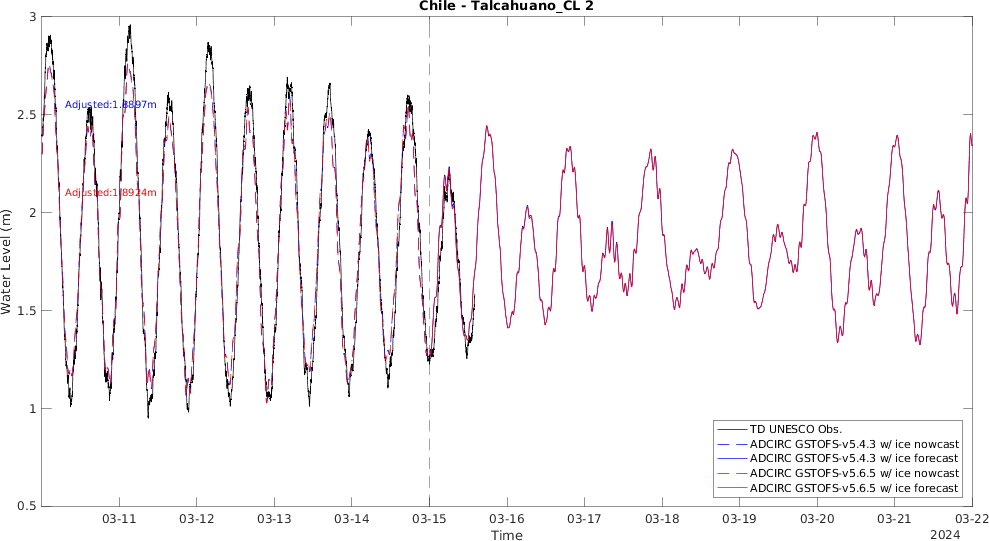 Chile - Talcahuano_CL 2
3
2.5
2
1.5
1
0.5
Water Level (m)
Adjusted:1.8897m
Adjusted:1.8924m
TD UNESCO Obs.
ADCIRC GSTOFS-v5.4.3 w/ ice nowcast
ADCIRC GSTOFS-v5.4.3 w/ ice forecast
ADCIRC GSTOFS-v5.6.5 w/ ice nowcast
ADCIRC GSTOFS-v5.6.5 w/ ice forecast
03-11 03-12 03-13 03-14 03-15 03-16 03-17 03-18 03-19 03-20 03-21 03-22
Time
2024